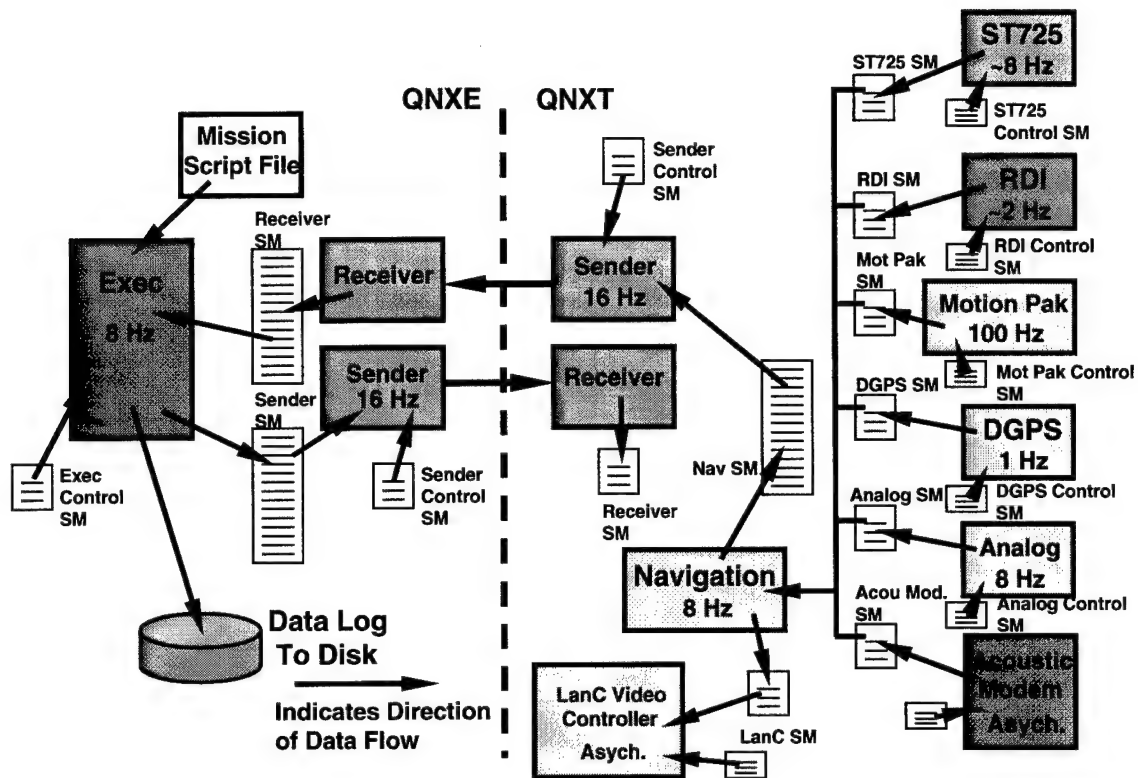 QNXE
QNXT
Mission
Script File
Receiver
SM
Exec
8 Hz
Receiver
Sender
SM
Sender
16 Hz
Exec
Control
SM
Sender
Control
SM
Data Log
To Disk
Indicates Direction
of Data Flow
Sender
Control
SM
Sender
16 Hz
Receiver
Receiver
SM
Nav SM.
Navigation
8 Hz
LanC Video
Controller
Asych.
LanC SM
ST725 SM
ST725
~8 Hz
ST725
Control SM
RDI SM
RDI
~2 Hz
RDI Control
SM
Mot Pak
SM
Motion Pak
100 Hz
Mot Pak Control
SM
DGPS SM
DGPS
1 Hz
DGPS Control
SM
Analog SM
Analog
8 Hz
Analog Control
SM
Acou Mod.
SM
Acoustic
Modem
Asych.